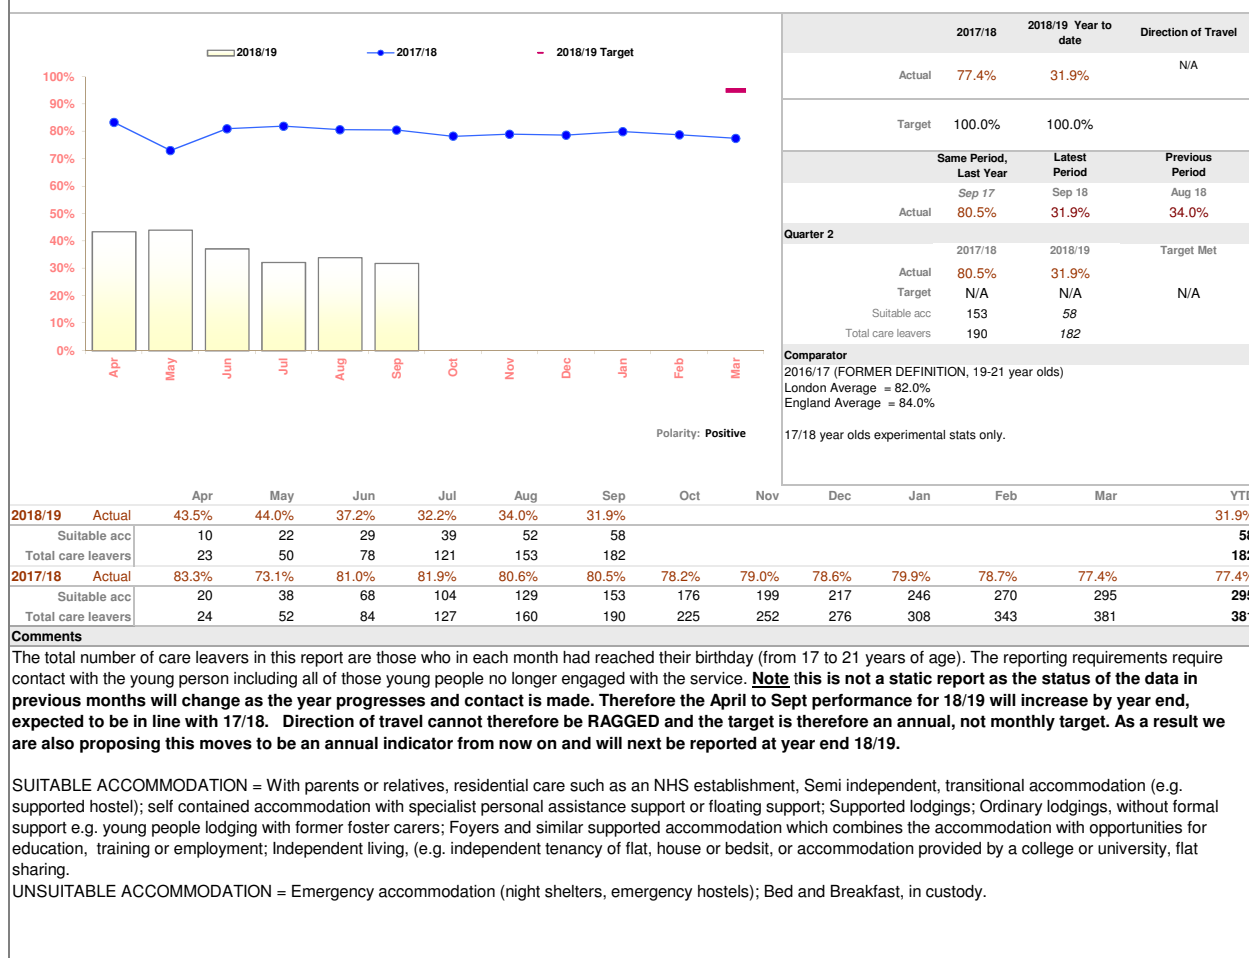 2018/19 2017/18 2018/19 Target
100%
90%
80%
70%
60%
50%
40%
30%
20%
10%
0%
Apr May Jun Jul Aug Sep Oct Nov Dec Jan Feb Mar
Polarity: Positive
2017/18 2018/19 Year to date Direction of Travel
Actual 77.4% 31.9% N/A
Target 100.0% 100.0%
Same Period, Last Year Latest Period Previous Period
Sep 17 Sep 18 Aug 18
Actual 80.5% 31.9% 34.0%
Quarter 2
2017/18 2018/19 Target Met
Actual 80.5% 31.9%
Target N/A N/A N/A
Suitable acc 153 58
Total care leavers 190 182
Comparator
2016/17 (FORMER DEFINITION, 19-21 year olds)
London Average = 82.0%
England Average = 84.0%
17/18 year olds experimental stats only.
Apr May Jun Jul Aug Sep Oct Nov Dec Jan Feb Mar YTD
2018/19 Actual 43.5% 44.0% 37.2% 32.2% 34.0% 31.9% 31.9%
Suitable acc 10 22 29 39 52 58 58
Total care leavers 23 50 78 121 153 182 182
2017/18 Actual 83.3% 73.1% 81.0% 81.9% 80.6% 80.5% 78.2% 79.0% 78.6% 79.9% 78.7% 77.4% 77.4%
Suitable acc 20 38 68 104 129 153 176 199 217 246 270 295 295
Total care leavers 24 52 84 127 160 190 225 252 276 308 343 381 381
Comments
The total number of care leavers in this report are those who in each month had reached their birthday (from 17 to 21 years of age). The reporting requirements require
contact with the young person including all of those young people no longer engaged with the service. Note this is not a static report as the status of the data in
previous months will change as the year progresses and contact is made. Therefore the April to Sept performance for 18/19 will increase by year end,
expected to be in line with 17/18. Direction of travel cannot therefore be RAGGED and the target is therefore an annual, not monthly target. As a result we
are also proposing this moves to be an annual indicator from now on and will next be reported at year end 18/19.
SUITABLE ACCOMMODATION = With parents or relatives, residential care such as an NHS establishment, Semi independent, transitional accommodation (e.g.
supported hostel); self contained accommodation with specialist personal assistance support or floating support; Supported lodgings; Ordinary lodgings, without formal
support e.g. young people lodging with former foster carers; Foyers and similar supported accommodation which combines the accommodation with opportunities for
education, training or employment; Independent living, (e.g. independent tenancy of flat, house or bedsit, or accommodation provided by a college or university, flat
sharing.
UNSUITABLE ACCOMMODATION = Emergency accommodation (night shelters, emergency hostels); Bed and Breakfast, in custody.